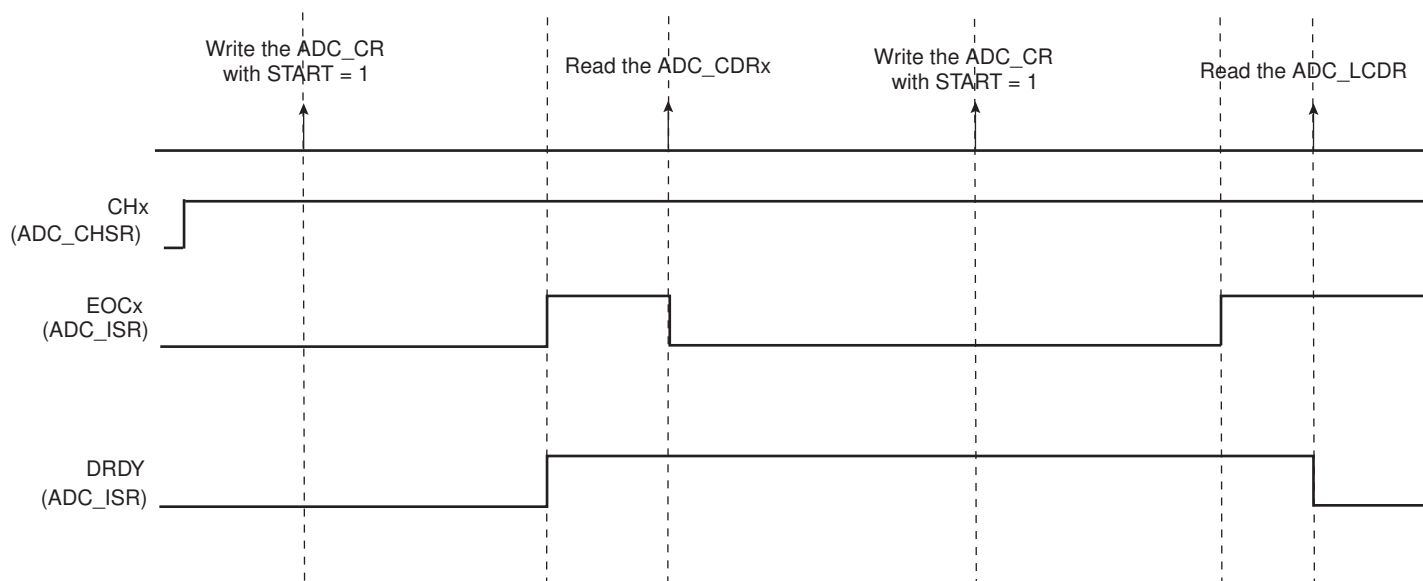 Write the ADC_CR
with START = 1
Read the ADC_CDRx
Write the ADC_CR
with START = 1
Read the ADC_LCDR
CHx
(ADC_CHSR)
EOCx
(ADC_ISR)
DRDY
(ADC_ISR)